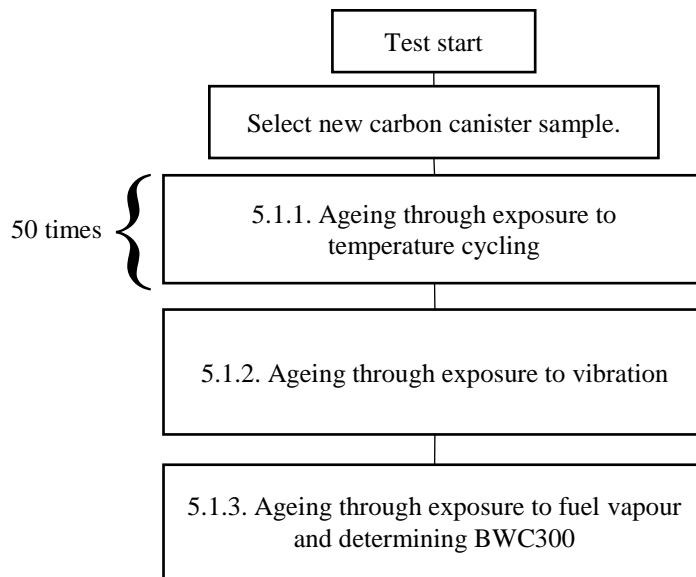 Test start
Select new carbon canister sample.
50 times
5.1.1. Ageing through exposure to
temperature cycling
5.1.2. Ageing through exposure to vibration
5.1.3. Ageing through exposure to fuel vapour
and determining BWC300